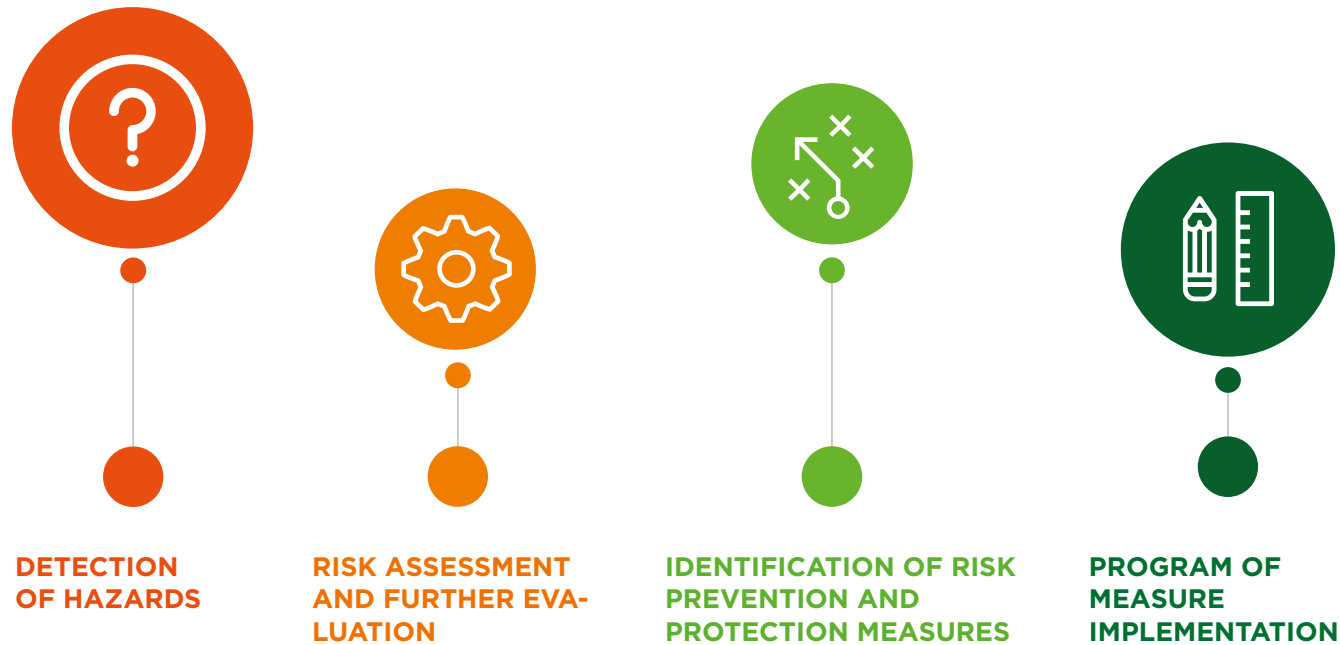 DETECTION
OF HAZARDS
RISK ASSESSMENT
AND FURTHER EVA-
LUATION
IDENTIFICATION OF RISK
PREVENTION AND
PROTECTION MEASURES
PROGRAM OF
MEASURE
IMPLEMENTATION